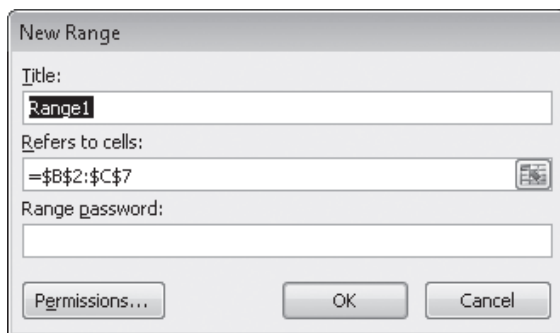 New Range
Title:
Range1
Refers to cells:
=$B$2:$C$7
Range password:
Permissions... OK Cancel